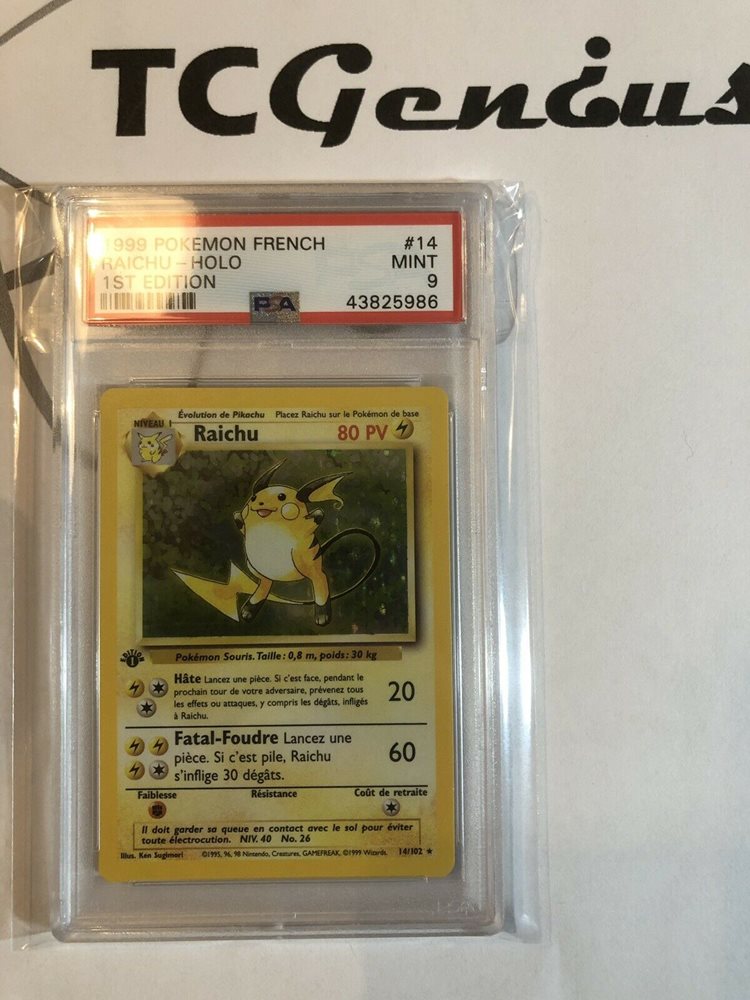 TCGenius
1999 POKEMON FRENCH #14
RAICHU - HOLO MINT
1ST EDITION 9
PSA 43825986
Évolution de Pikachu Placez Raichu sur le Pokémon de base
NIVEAU 1
Raichu 80 PV
Pokémon Souris. Taille : 0,8 m, poids : 30 kg
EDITION 1
Hâte Lancez une pièce. Si c'est face, pendant le
prochain tour de votre adversaire, prévenez tous
les effets ou attaques, y compris les dégâts, infligés
à Raichu.
20
Fatal-Foudre Lancez une
pièce. Si c'est pile, Raichu
s'inflige 30 dégâts.
60
Faiblesse Résistance Coût de retraite
Il doit garder sa queue en contact avec le sol pour éviter
toute électrocution. NIV. 40 No. 26
Illus. Ken Sugimori ©1995, 96, 98 Nintendo, Creatures, GAMEFREAK. ©1999 Wizards. 14/102 ★